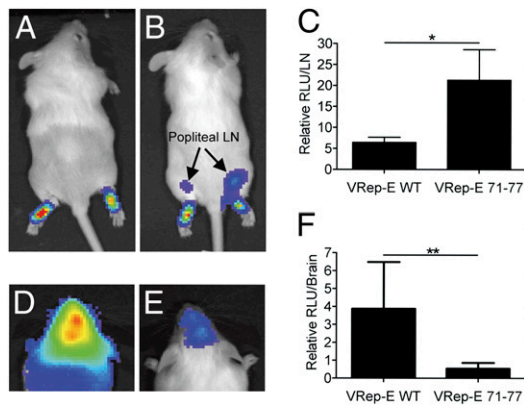 A
B
Popliteal LN
C
*
Relative RLU/LN
30
25
20
15
10
5
0
VRep-E WT VRep-E 71-77
D
E
F
**
Relative RLU/Brain
7
6
5
4
3
2
1
0
VRep-E WT VRep-E 71-77